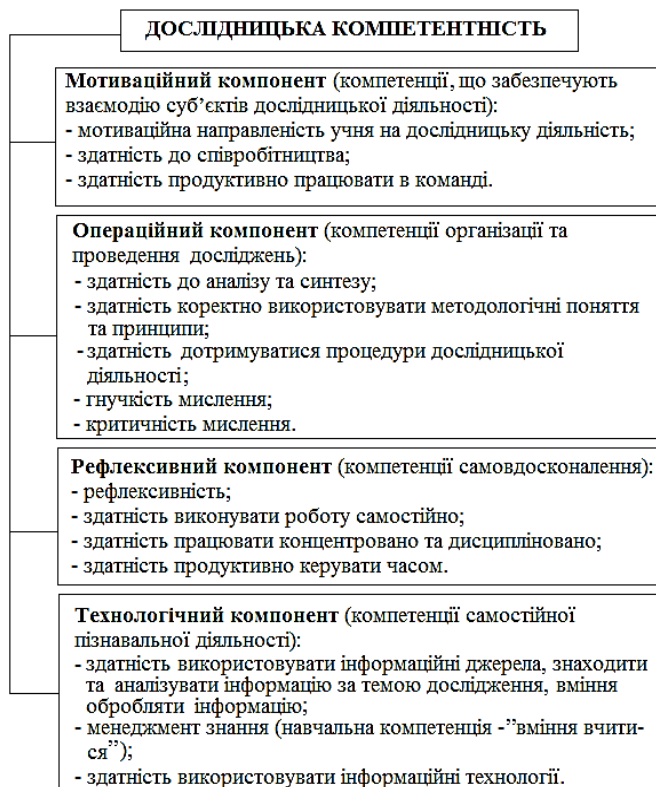 ДОСЛІДНИЦЬКА КОМПЕТЕНТНІСТЬ
Мотиваційний компонент (компетенції, що забезпечують
взаємодію суб’єктів дослідницької діяльності):
- мотиваційна направленість учня на дослідницьку діяльність;
- здатність до співробітництва;
- здатність продуктивно працювати в команді.
Операційний компонент (компетенції організації та
проведення досліджень):
- здатність до аналізу та синтезу;
- здатність коректно використовувати методологічні поняття
та принципи;
- здатність дотримуватися процедури дослідницької
діяльності;
- гнучкість мислення;
- критичність мислення.
Рефлексивний компонент (компетенції самовдосконалення):
- рефлексивність;
- здатність виконувати роботу самостійно;
- здатність працювати концентровано та дисципліновано;
- здатність продуктивно керувати часом.
Технологічний компонент (компетенції самостійної
пізнавальної діяльності):
- здатність використовувати інформаційні джерела, знаходити
та аналізувати інформацію за темою дослідження, вміння
обробляти інформацію;
- менеджмент знання (навчальна компетенція -”вміння вчити-
ся”);
- здатність використовувати інформаційні технології.